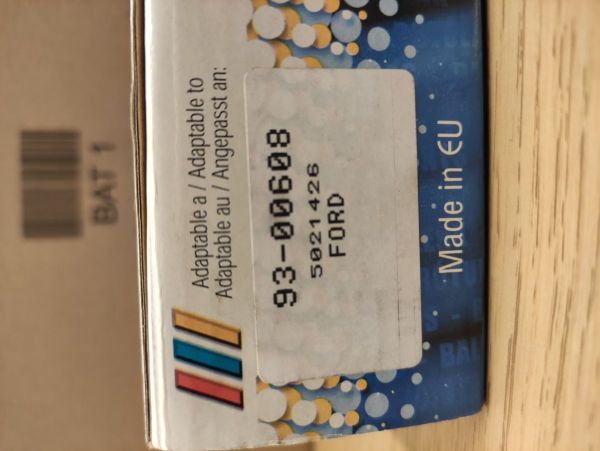 BAT 1
Adaptable a / Adaptable to
Adaptable au / Angepasst an:
93-00608
5021426
FORD
Made in EU